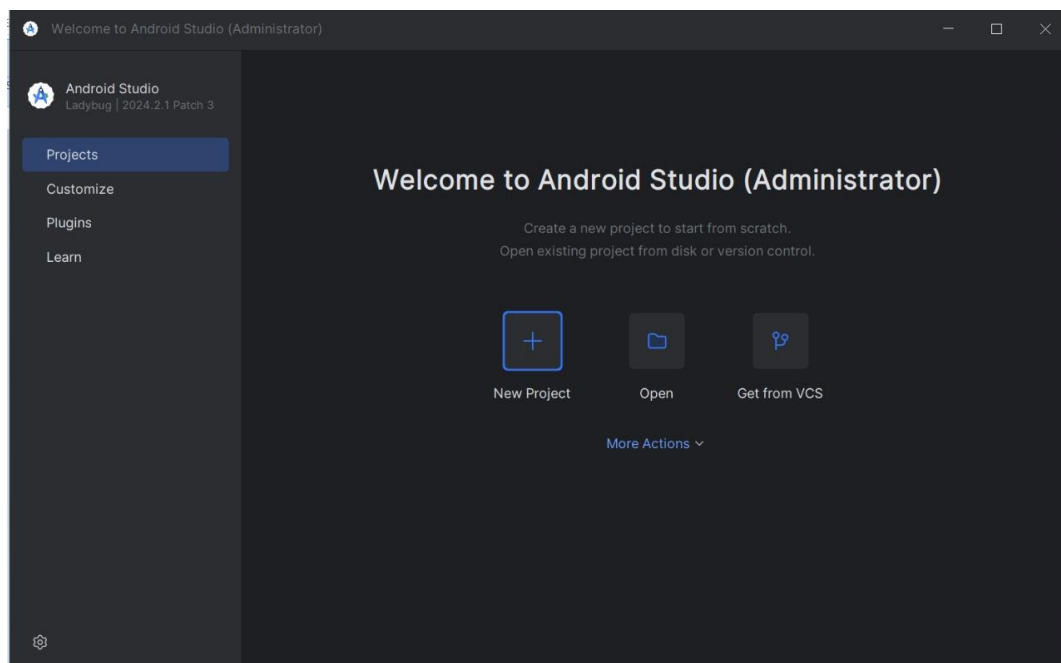 Welcome to Android Studio (Administrator)
Android Studio
Ladybug | 2024.2.1 Patch 3
Projects
Customize
Plugins
Learn
Welcome to Android Studio (Administrator)
Create a new project to start from scratch.
Open existing project from disk or version control.
New Project
Open
Get from VCS
More Actions